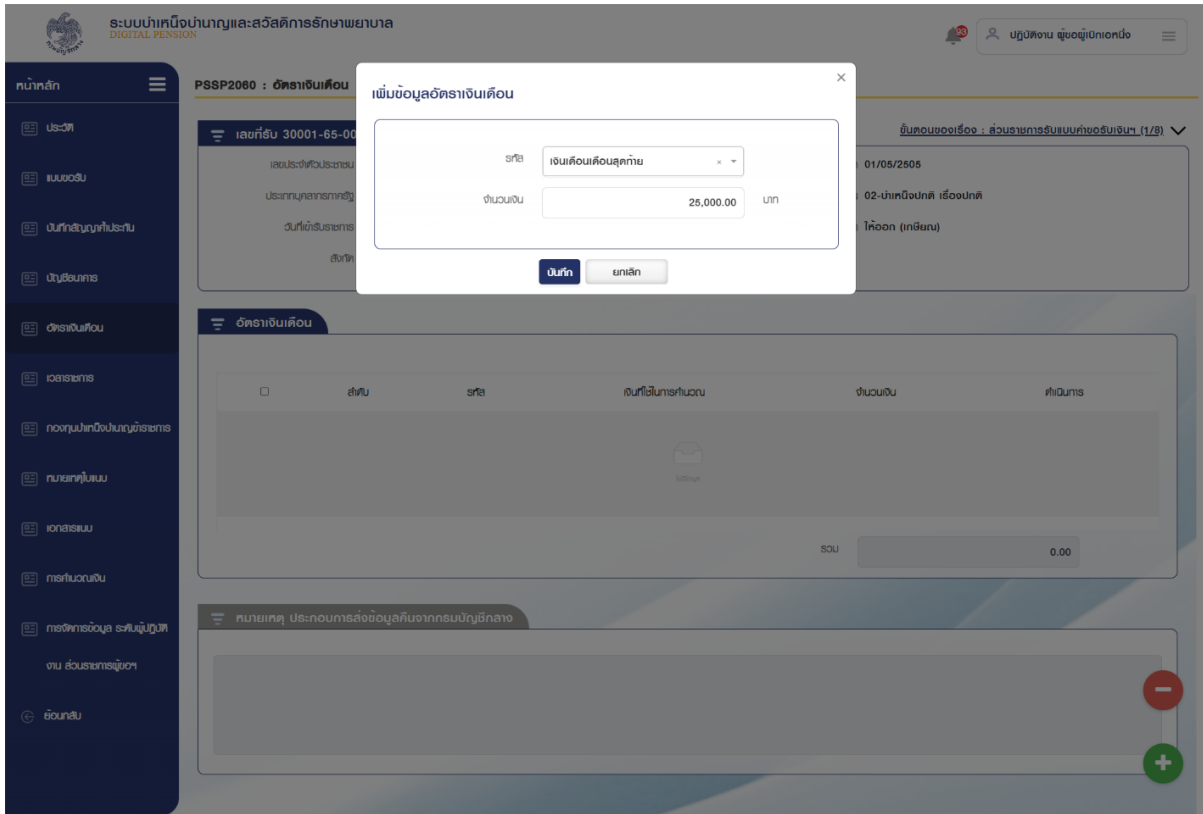 ระบบบำเหน็จบำนาญและสวัสดิการรักษาพยาบาล
DIGITAL PENSION
93
ปฏิบัติงาน ผู้ขอผู้เบิกเอกหนึ่ง
หน้าหลัก
PSSP2060 : อัตราเงินเดือน
เพิ่มข้อมูลอัตราเงินเดือน
×
ประวัติ
เลขที่รับ 30001-65-00
ขั้นตอนของเรื่อง : ส่วนราชการรับแบบคำขอรับเงินฯ (1/8)
เลขประจำตัวประชาชน
รหัส
เงินเดือนเดือนสุดท้าย
01/05/2505
แบบขอรับ
ประเภทบุคลากรภาครัฐ
จำนวนเงิน
25,000.00
บาท
02-บำเหน็จปกติ เรื่องปกติ
บันทึกสัญญาค้ำประกัน
วันที่เข้ารับราชการ
ให้ออก (เกษียณ)
สังกัด
บัญชีธนาคาร
บันทึก
ยกเลิก
อัตราเงินเดือน
อัตราเงินเดือน
เวลาราชการ
ลำดับ
รหัส
เงินที่ใช้ในการคำนวณ
จำนวนเงิน
ดำเนินการ
กองทุนบำเหน็จบำนาญข้าราชการ
หมายเหตุใบแนบ
ไม่มีข้อมูล
เอกสารแนบ
รวม
0.00
การคำนวณเงิน
หมายเหตุ ประกอบการส่งข้อมูลคืนจากกรมบัญชีกลาง
การจัดการข้อมูล ระดับผู้ปฏิบัติ
งาน ส่วนราชการผู้ขอฯ
ย้อนกลับ